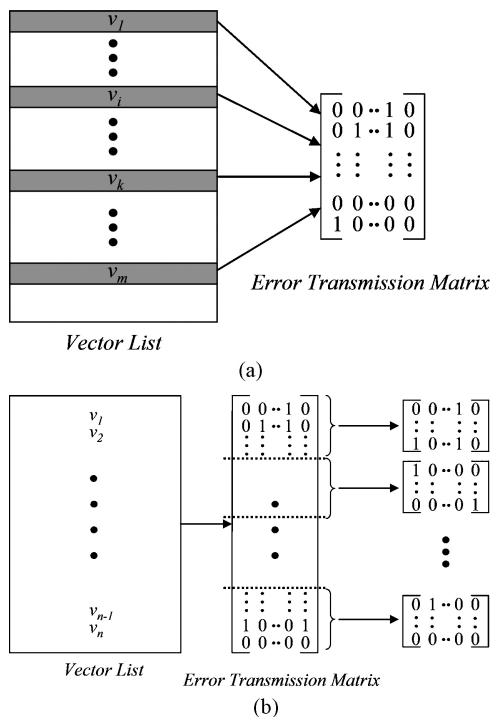 v1
vi
vk
vm
0 0 ·· 1 0
0 1 ·· 1 0
0 0 ·· 0 0
1 0 ·· 0 0
Error Transmission Matrix
Vector List
(a)
v1
v2
vn-1
vn
Vector List
0 0 ·· 1 0
0 1 ·· 1 0
1 0 ·· 0 1
0 0 ·· 0 0
Error Transmission Matrix
0 0 ·· 1 0
1 0 ·· 1 0
1 0 ·· 0 0
0 0 ·· 0 1
0 1 ·· 0 0
0 0 ·· 0 0
(b)